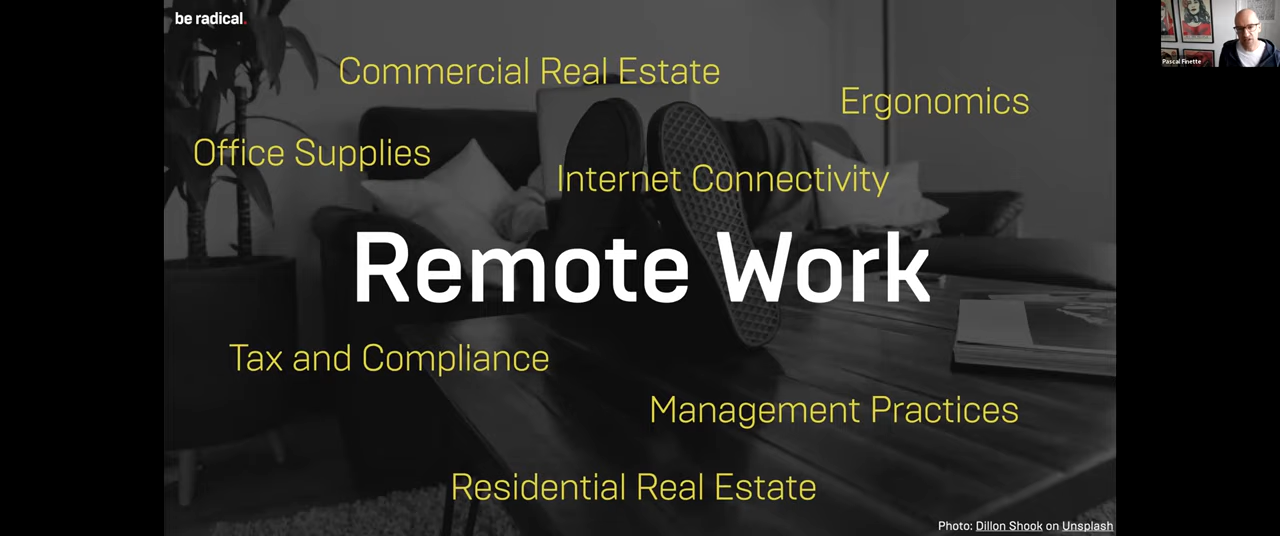 be radical.
Commercial Real Estate
Ergonomics
Office Supplies
Internet Connectivity
Remote Work
Tax and Compliance
Management Practices
Residential Real Estate
Photo: Dillon Shook on Unsplash
Pascal Finette